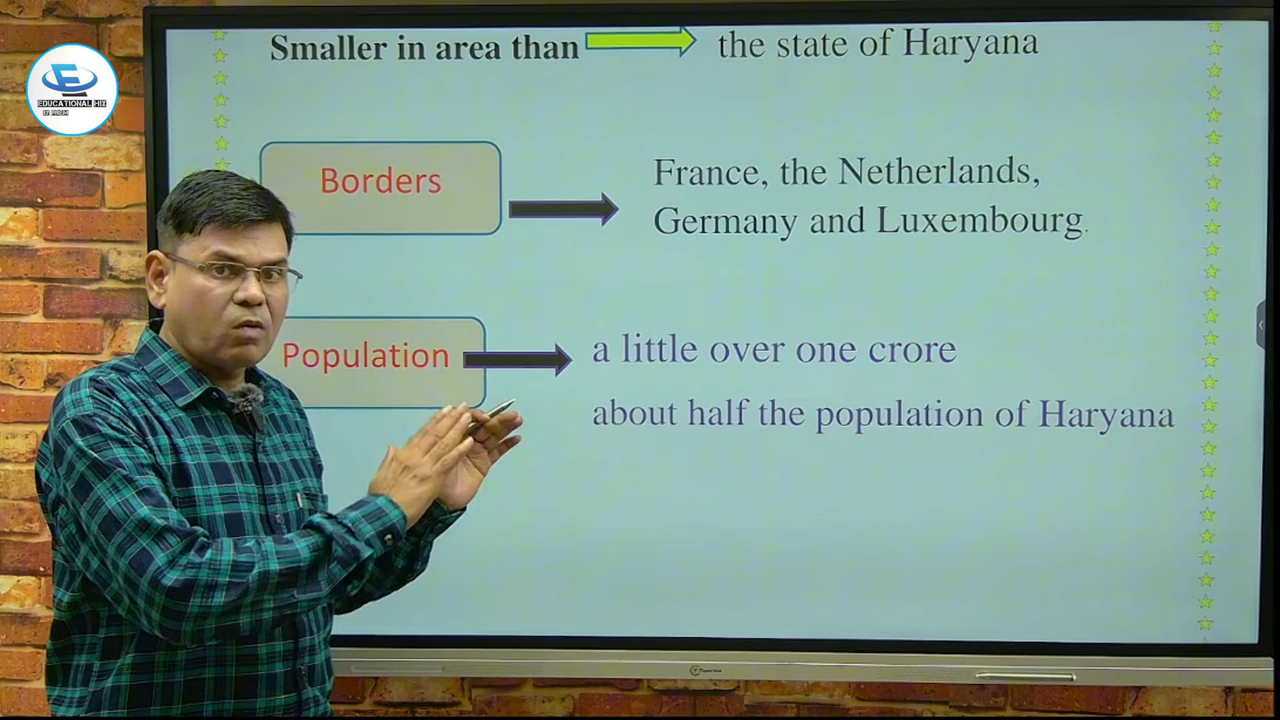 EDUCATIONAL HIX
Smaller in area than the state of Haryana
Borders
France, the Netherlands,
Germany and Luxembourg.
Population
a little over one crore
about half the population of Haryana